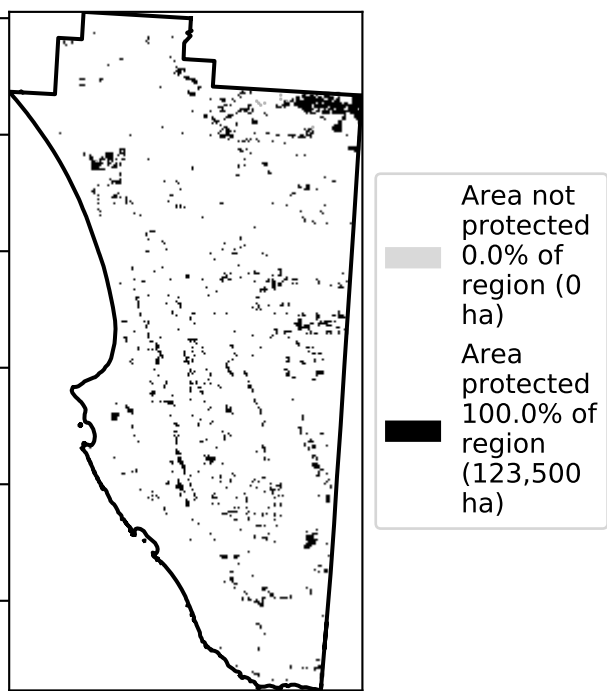 Area not
protected
0.0% of
region (0
ha)
Area
protected
100.0% of
region
(123,500
ha)